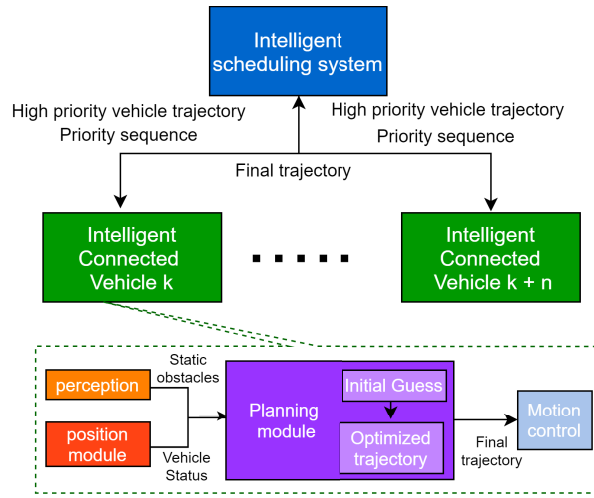 Intelligent
scheduling system
High priority vehicle trajectory
Priority sequence
High priority vehicle trajectory
Priority sequence
Final trajectory
Intelligent
Connected
Vehicle k
Intelligent
Connected
Vehicle k + n
perception
position
module
Static
obstacles
Vehicle
Status
Planning
module
Initial Guess
Optimized
trajectory
Final
trajectory
Motion
control